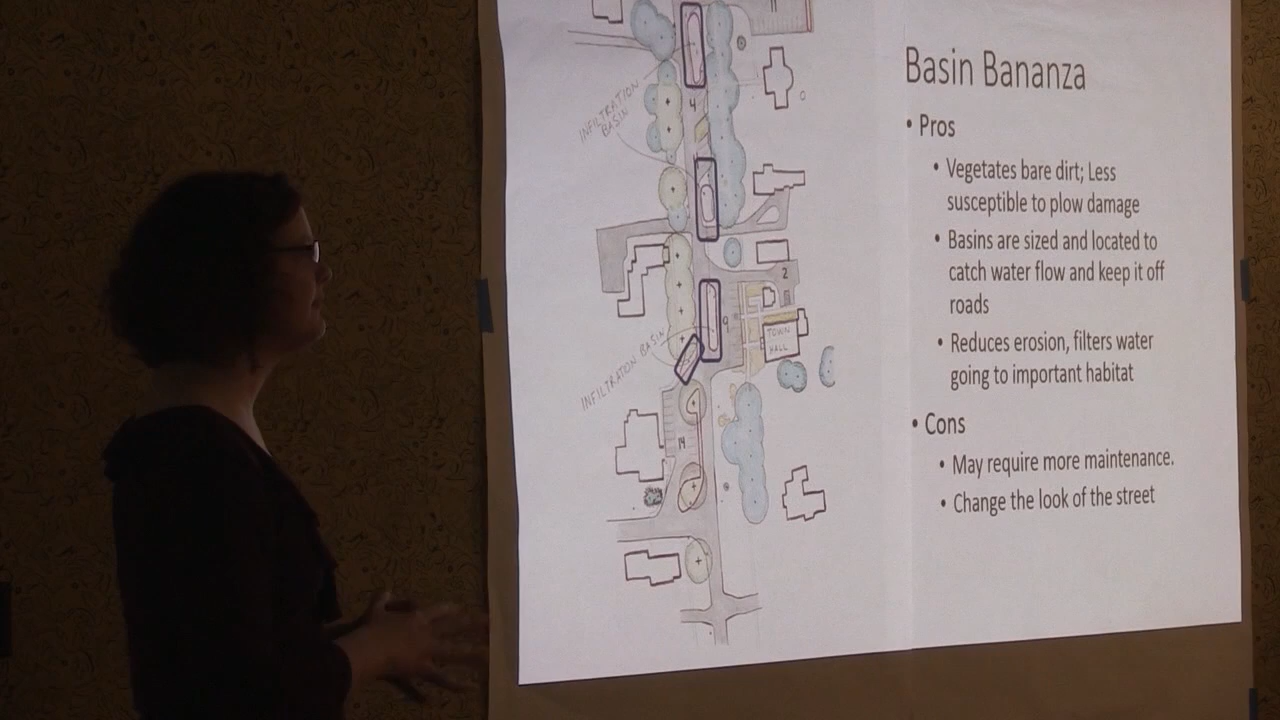 Basin Bananza
• Pros
• Vegetates bare dirt; Less
susceptible to plow damage
• Basins are sized and located to
catch water flow and keep it off
roads
• Reduces erosion, filters water
going to important habitat
• Cons
• May require more maintenance.
• Change the look of the street
11
4
INFILTRATION
BASIN
2
9
TOWN
HALL
INFILTRATION BASIN
14